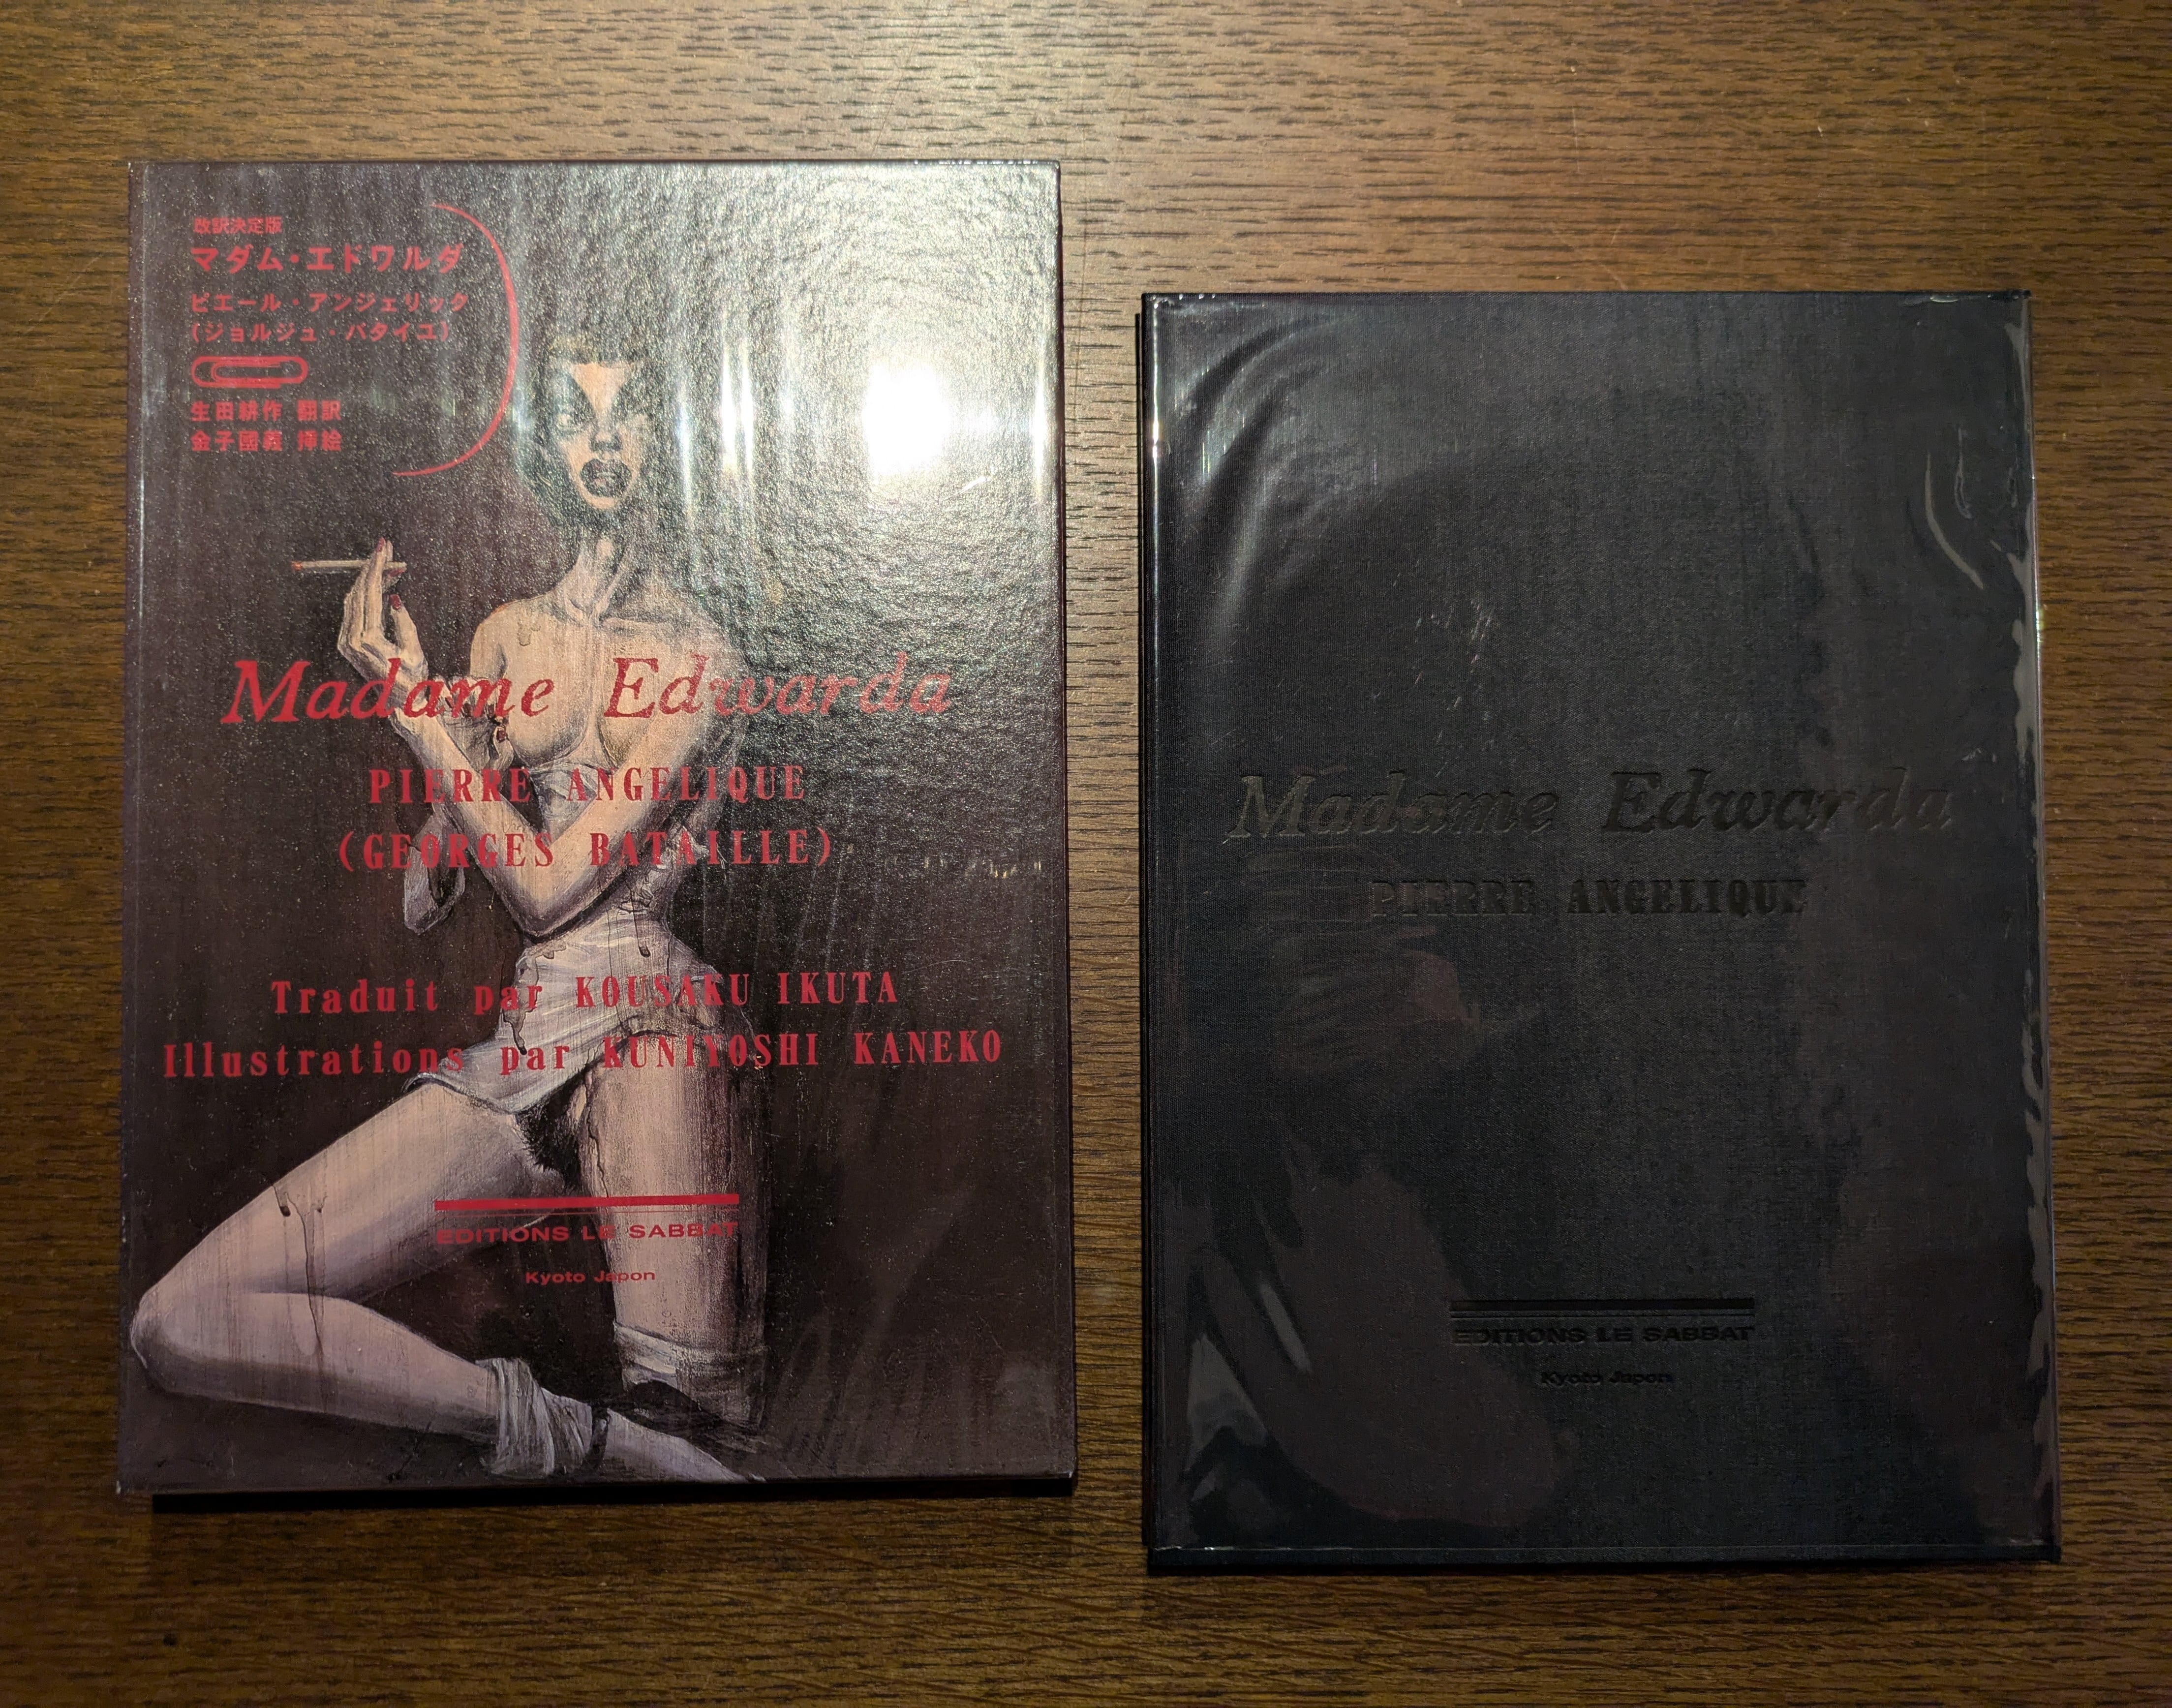 改訳決定版
マダム・エドワルダ
ピエール・アンジェリック
(ジョルジュ・バタイユ)
生田耕作 翻訳
金子國義 挿絵
Madame Edwarda
PIERRE ANGELIQUE
(GEORGES BATAILLE)
Traduit par KOUSAKU IKUTA
Illustrations par KUNIYOSHI KANEKO
EDITIONS LE SABBAT
Kyoto Japon
Madame Edwarda
PIERRE ANGELIQUE
EDITIONS LE SABBAT
Kyoto Japon